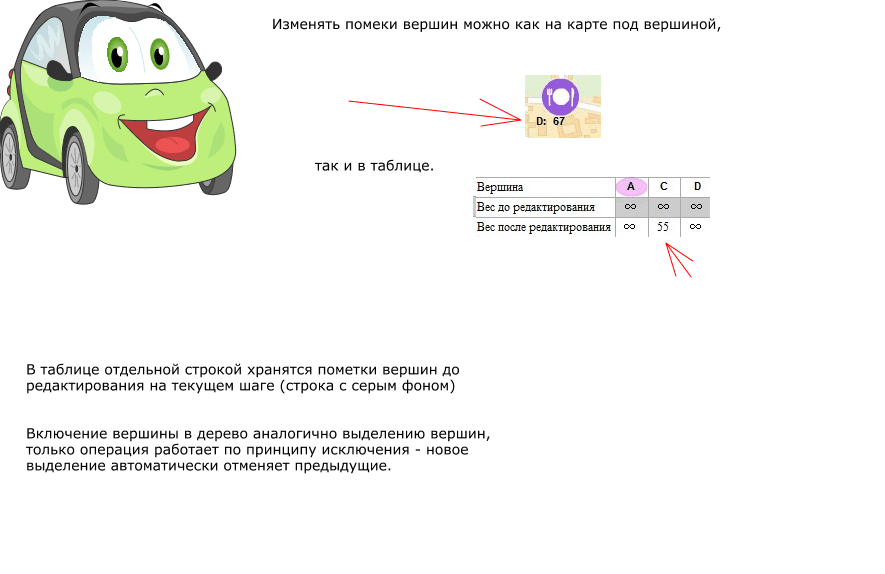 Изменять помеки вершин можно как на карте под вершиной,
D: 67
так и в таблице.
Вершина A C D
Вес до редактирования ∞ ∞ ∞
Вес после редактирования ∞ 55 ∞
В таблице отдельной строкой хранятся пометки вершин до
редактирования на текущем шаге (строка с серым фоном)
Включение вершины в дерево аналогично выделению вершин,
только операция работает по принципу исключения - новое
выделение автоматически отменяет предыдущие.